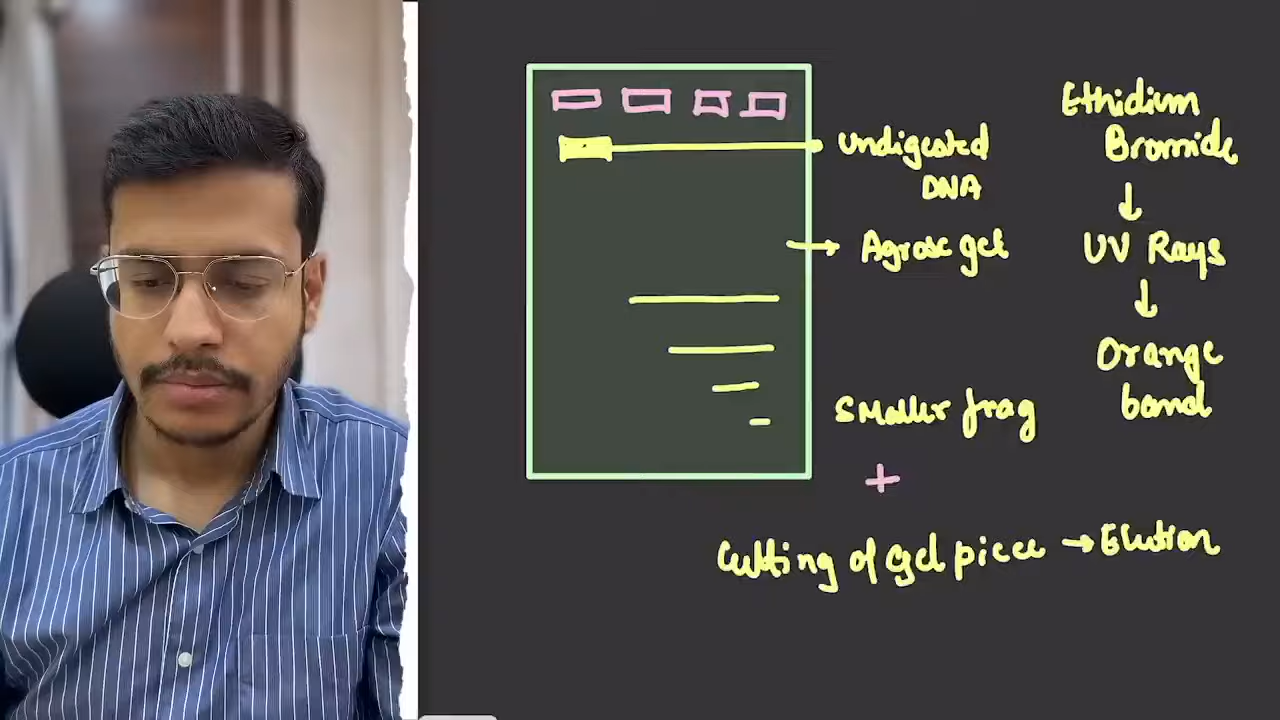 Ethidium
Bromide
↓
UV Rays
↓
Orange
band
undigested
DNA
→ Agrose gel
smaller frag
+
Cutting of gel piece → Elution